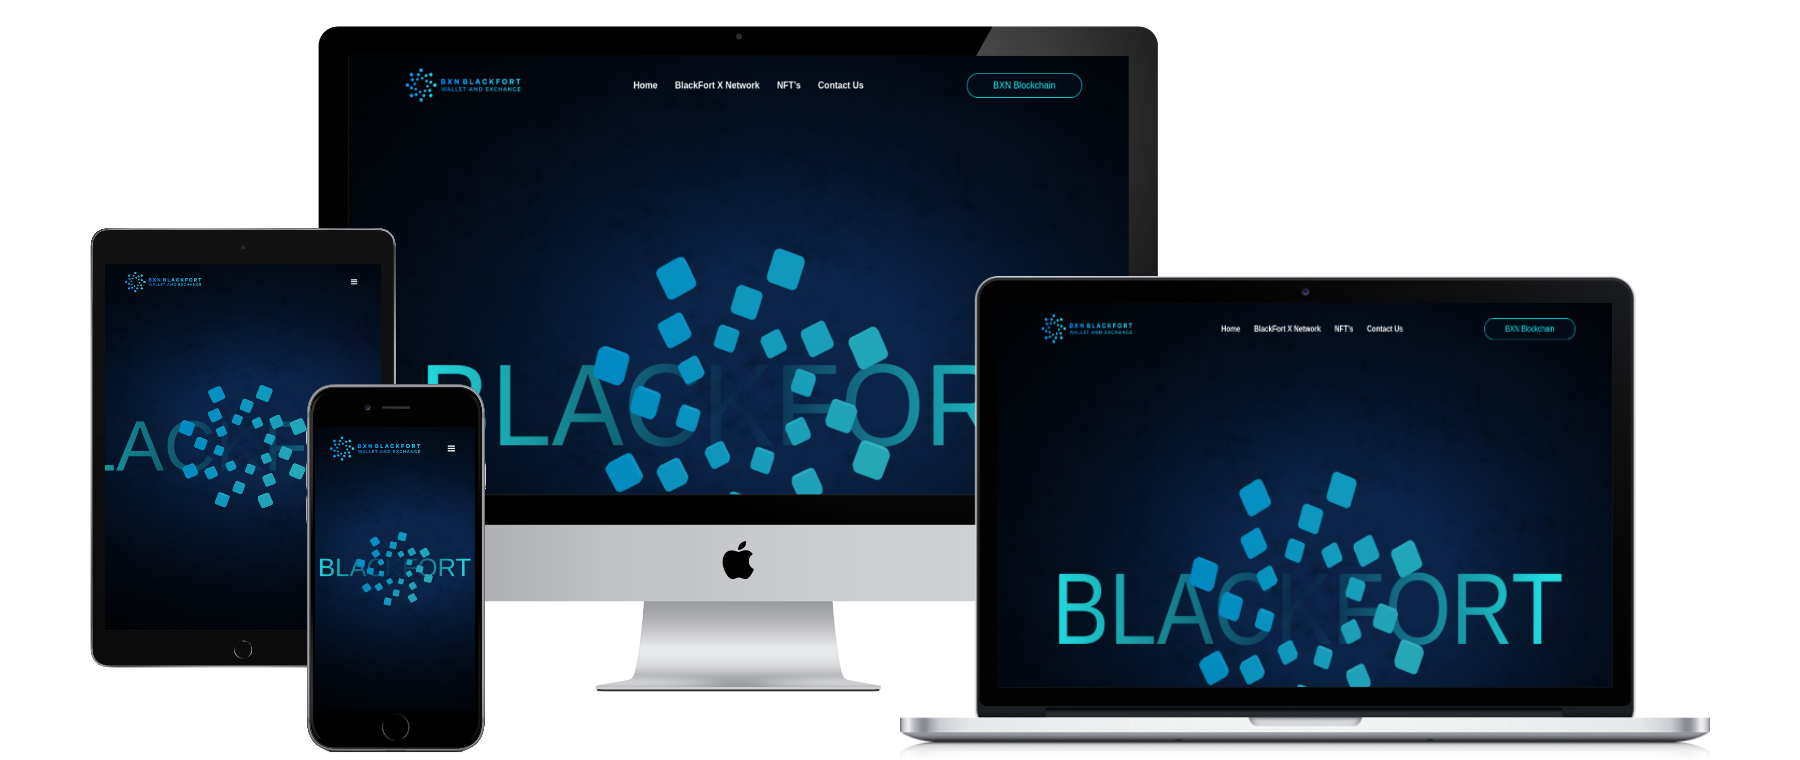 BXN BLACKFORT
WALLET AND EXCHANGE
Home BlackFort X Network NFT's Contact Us
BXN Blockchain
BLACKFOR
BXN BLACKFORT
WALLET AND EXCHANGE
LACKF
BXN BLACKFORT
WALLET AND EXCHANGE
BLACKFORT
BXN BLACKFORT
WALLET AND EXCHANGE
Home BlackFort X Network NFT's Contact Us
BXN Blockchain
BLACKFORT